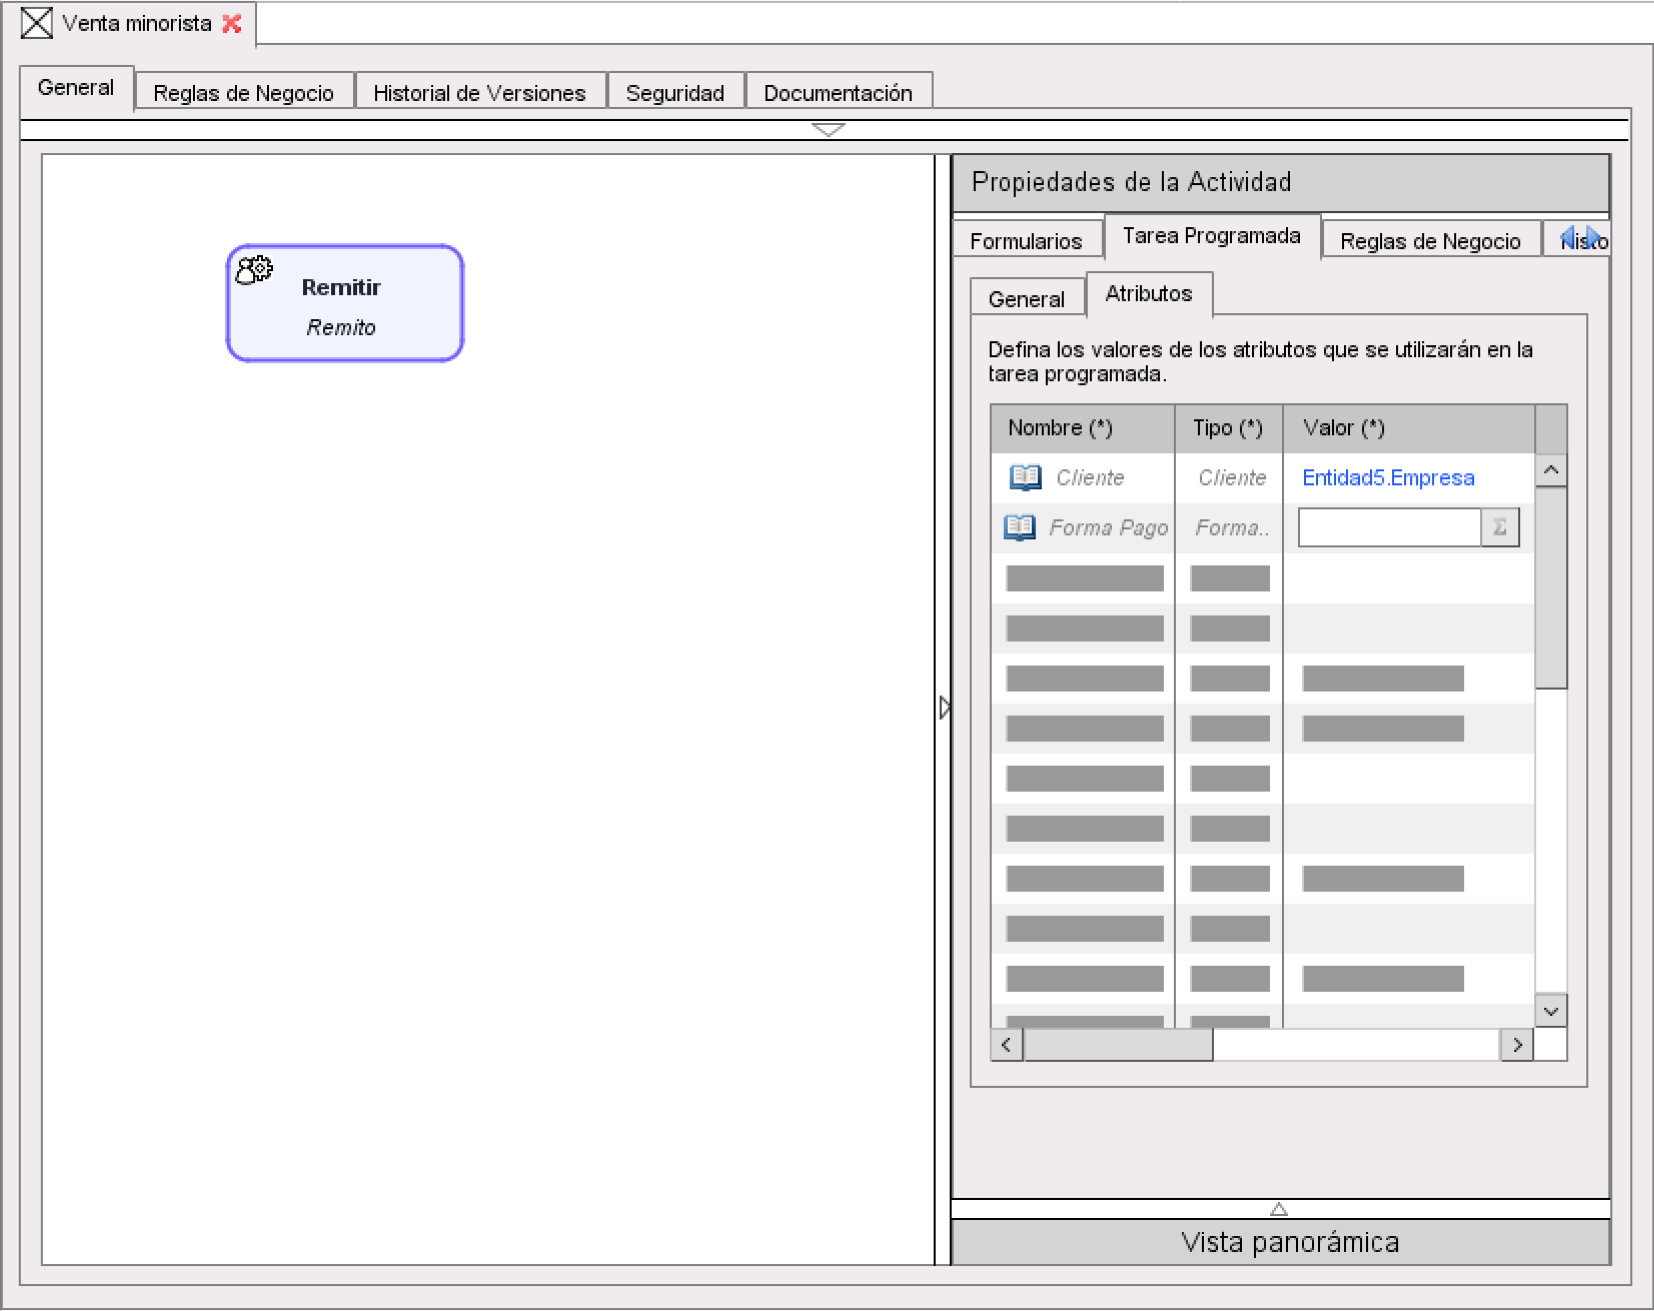 Venta minorista
General
Reglas de Negocio
Historial de Versiones
Seguridad
Documentación
Remitir
Remito
Propiedades de la Actividad
Formularios
Tarea Programada
Reglas de Negocio
General
Atributos
Defina los valores de los atributos que se utilizarán en la
tarea programada.
Nombre (*)
Tipo (*)
Valor (*)
Cliente
Cliente
Entidad5.Empresa
Forma Pago
Forma..
Σ
Vista panorámica